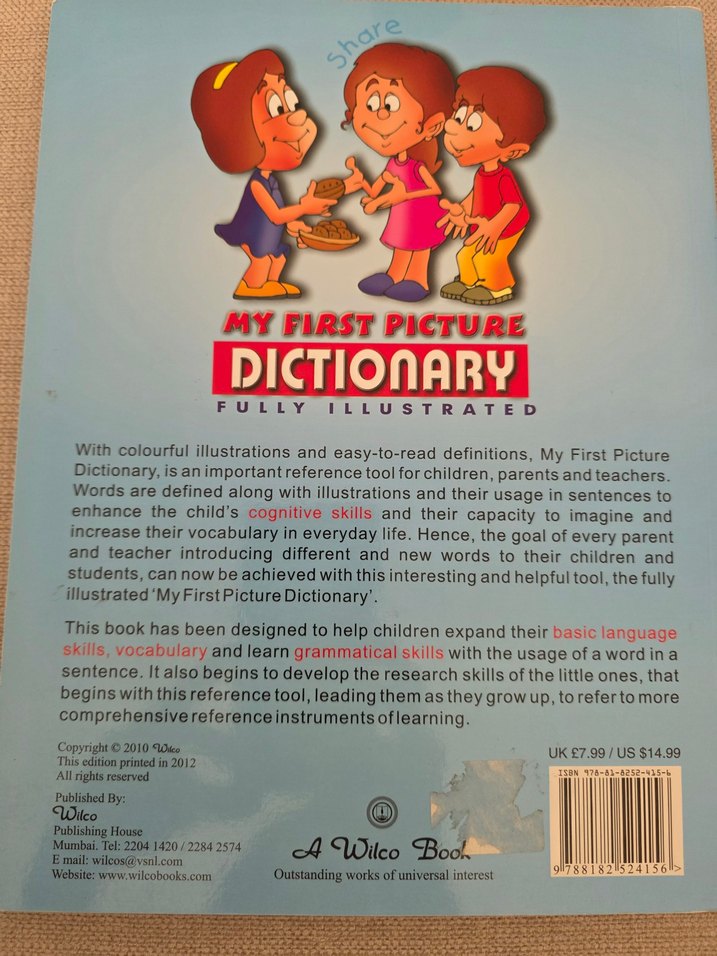 share
MY FIRST PICTURE
DICTIONARY
FULLY ILLUSTRATED
With colourful illustrations and easy-to-read definitions, My First Picture
Dictionary, is an important reference tool for children, parents and teachers.
Words are defined along with illustrations and their usage in sentences to
enhance the child's cognitive skills and their capacity to imagine and
increase their vocabulary in everyday life. Hence, the goal of every parent
and teacher introducing different and new words to their children and
students, can now be achieved with this interesting and helpful tool, the fully
illustrated 'My First Picture Dictionary'.
This book has been designed to help children expand their basic language
skills, vocabulary and learn grammatical skills with the usage of a word in a
sentence. It also begins to develop the research skills of the little ones, that
begins with this reference tool, leading them as they grow up, to refer to more
comprehensive reference instruments of learning.
Copyright © 2010 Wilco
This edition printed in 2012
All rights reserved
Published By:
Wilco
Publishing House
Mumbai. Tel: 2204 1420 / 2284 2574
E mail: wilcos@vsnl.com
Website: www.wilcobooks.com
A Wilco Book
Outstanding works of universal interest
UK £7.99 / US $14.99
ISBN 978-81-8252-415-6
9 788182 524156 >